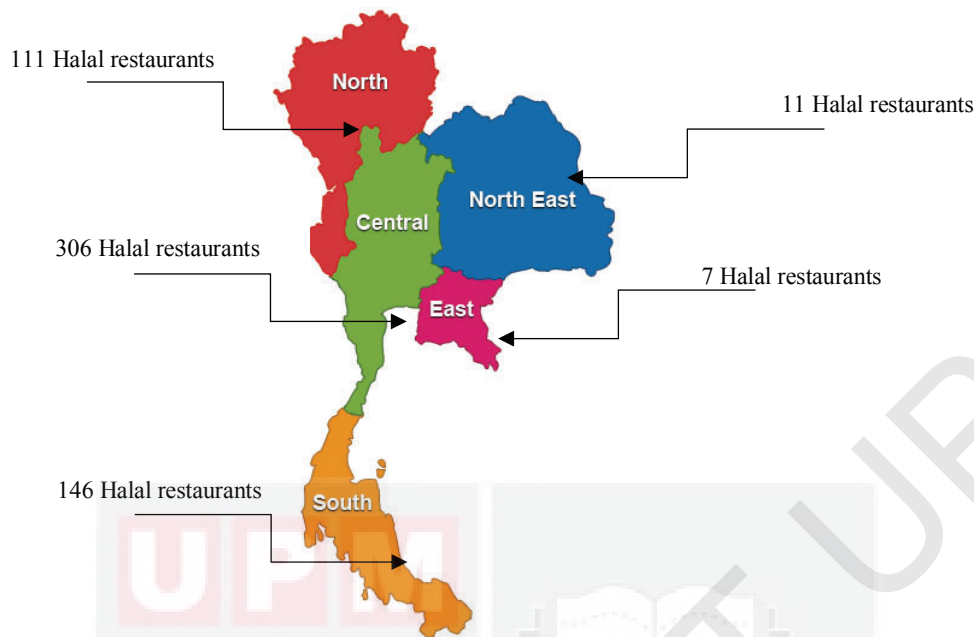 111 Halal restaurants
North
11 Halal restaurants
North East
Central
306 Halal restaurants
7 Halal restaurants
East
146 Halal restaurants
South
UPM
UP